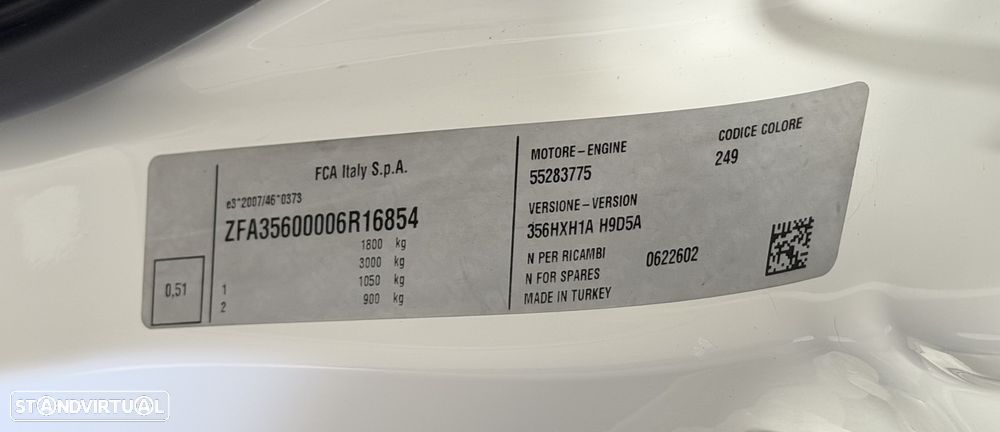 FCA Italy S.p.A.
e3*2007/46*0373
ZFA35600006R16854
1800 kg
3000 kg
1 1050 kg
2 900 kg
0,51
MOTORE-ENGINE
55283775
VERSIONE-VERSION
356HXH1A H9D5A
N PER RICAMBI
N FOR SPARES
0622602
MADE IN TURKEY
CODICE COLORE
249
STANDVIRTUAL